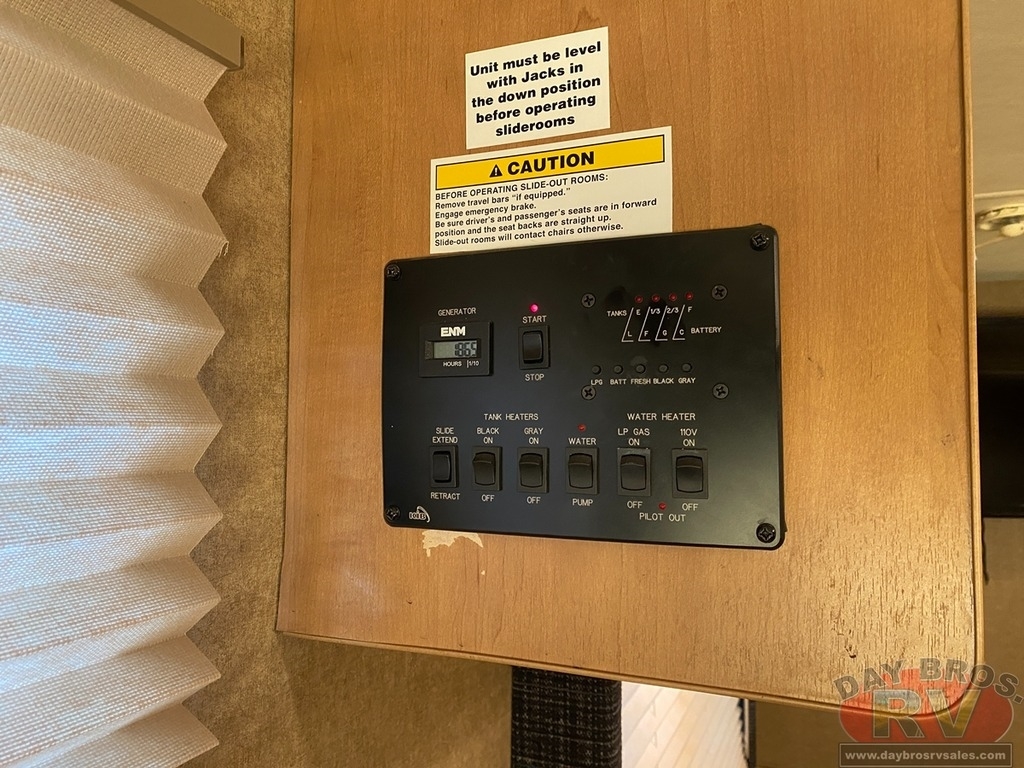 Unit must be level
with Jacks in
the down position
before operating
sliderooms
CAUTION
BEFORE OPERATING SLIDE-OUT ROOMS:
Remove travel bars "if equipped."
Engage emergency brake.
Be sure driver's and passenger's seats are in forward
position and the seat backs are straight up.
Slide-out rooms will contact chairs otherwise.
GENERATOR
ENM
HOURS 1/10
START
STOP
TANKS E 1/3 2/3 F
L F G C BATTERY
LPG BATT FRESH BLACK GRAY
TANK HEATERS
WATER HEATER
SLIDE
EXTEND
RETRACT
BLACK
ON
OFF
GRAY
ON
OFF
WATER
PUMP
LP GAS
ON
OFF
110V
ON
OFF
PILOT OUT
DAY BROS.
RV
www.daybrosrvsales.com